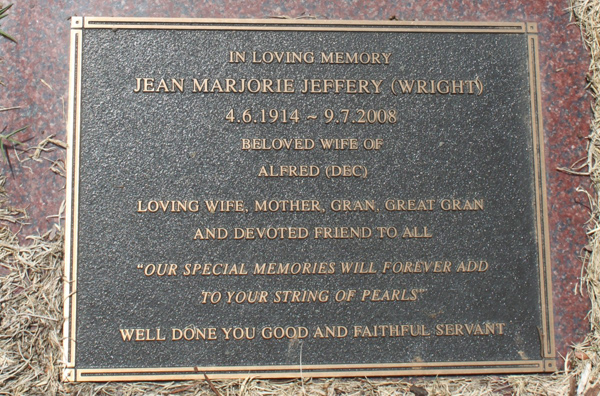 IN LOVING MEMORY
JEAN MARJORIE JEFFERY (WRIGHT)
4.6.1914 ~ 9.7.2008
BELOVED WIFE OF
ALFRED (DEC)
LOVING WIFE, MOTHER, GRAN, GREAT GRAN
AND DEVOTED FRIEND TO ALL
"OUR SPECIAL MEMORIES WILL FOREVER ADD
TO YOUR STRING OF PEARLS"
WELL DONE YOU GOOD AND FAITHFUL SERVANT